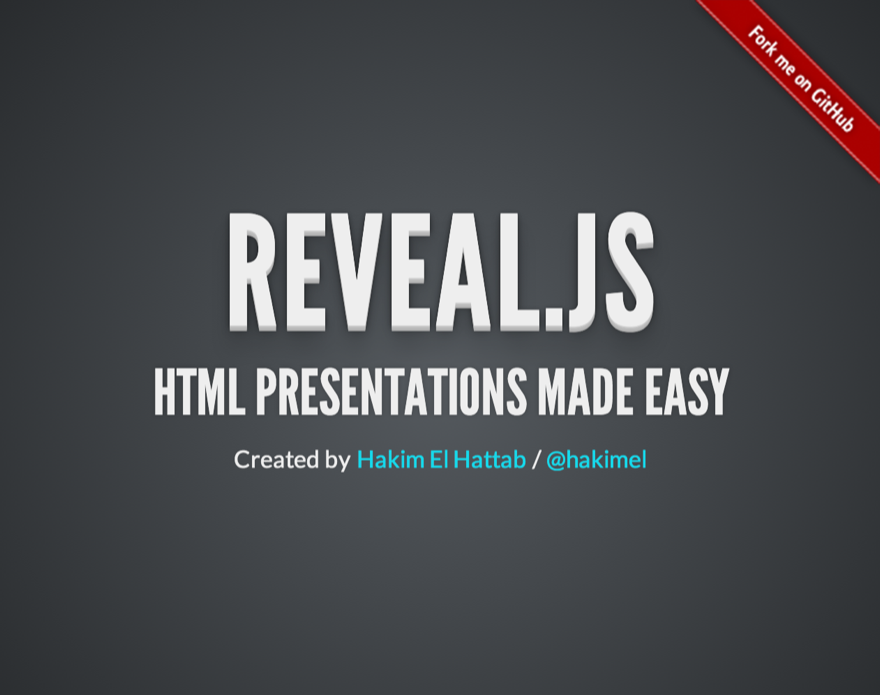 Fork me on GitHub
REVEAL.JS
HTML PRESENTATIONS MADE EASY
Created by Hakim El Hattab / @hakimel